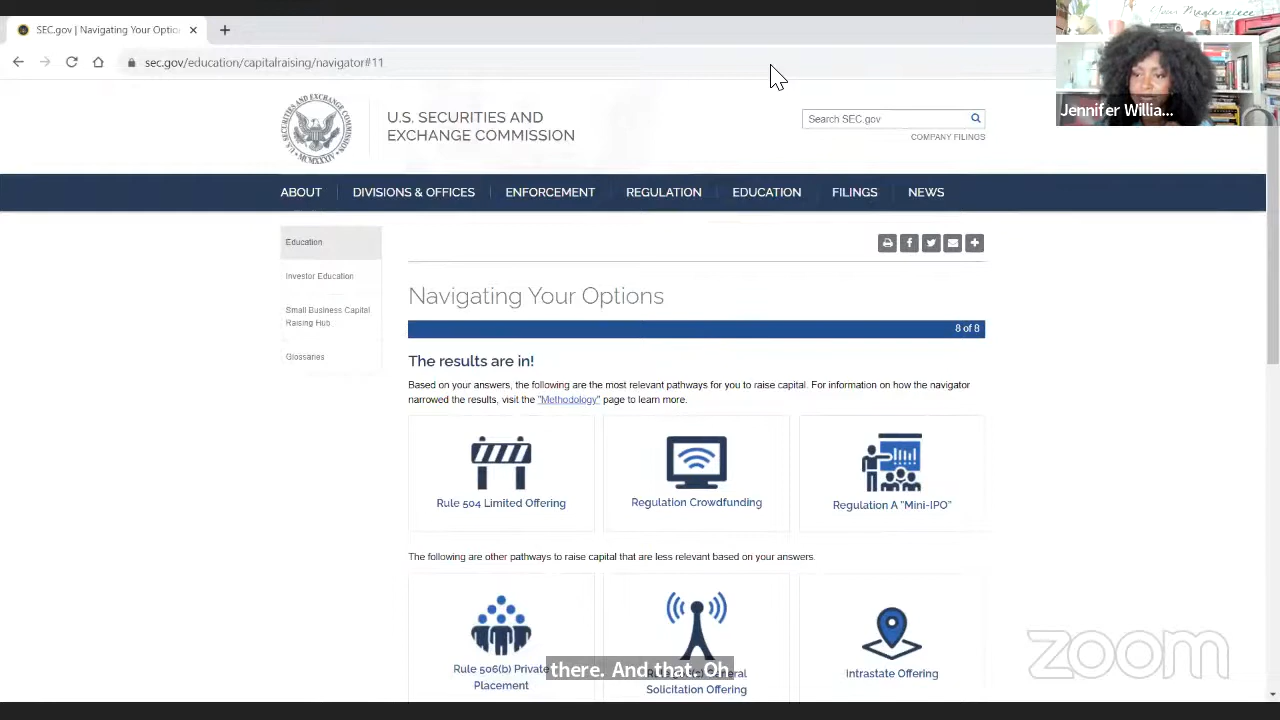 SEC.gov | Navigating Your Optio
sec.gov/education/capitalraising/navigator#11
Your Masterpiece
Jennifer Willia...
U.S. SECURITIES AND
EXCHANGE COMMISSION
Search SEC.gov
COMPANY FILINGS
ABOUT DIVISIONS & OFFICES ENFORCEMENT REGULATION EDUCATION FILINGS NEWS
Education
Investor Education
Small Business Capital
Raising Hub
Glossaries
Navigating Your Options
8 of 8
The results are in!
Based on your answers, the following are the most relevant pathways for you to raise capital. For information on how the navigator
narrowed the results, visit the "Methodology" page to learn more.
Rule 504 Limited Offering
Regulation Crowdfunding
Regulation A "Mini-IPO"
The following are other pathways to raise capital that are less relevant based on your answers.
Rule 506(b) Private
Placement
Solicitation Offering
Intrastate Offering
there. And that. Oh
zoom